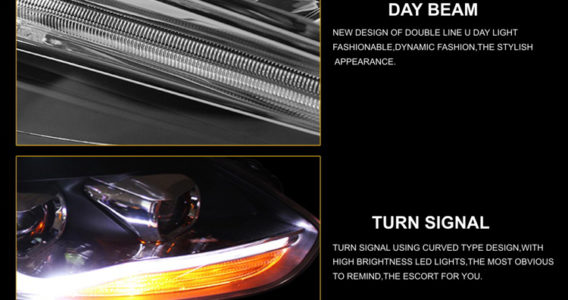 DAY BEAM
NEW DESIGN OF DOUBLE LINE U DAY LIGHT
FASHIONABLE,DYNAMIC FASHION,THE STYLISH
APPEARANCE.
TURN SIGNAL
TURN SIGNAL USING CURVED TYPE DESIGN,WITH
HIGH BRIGHTNESS LED LIGHTS,THE MOST OBVIOUS
TO REMIND,THE ESCORT FOR YOU.